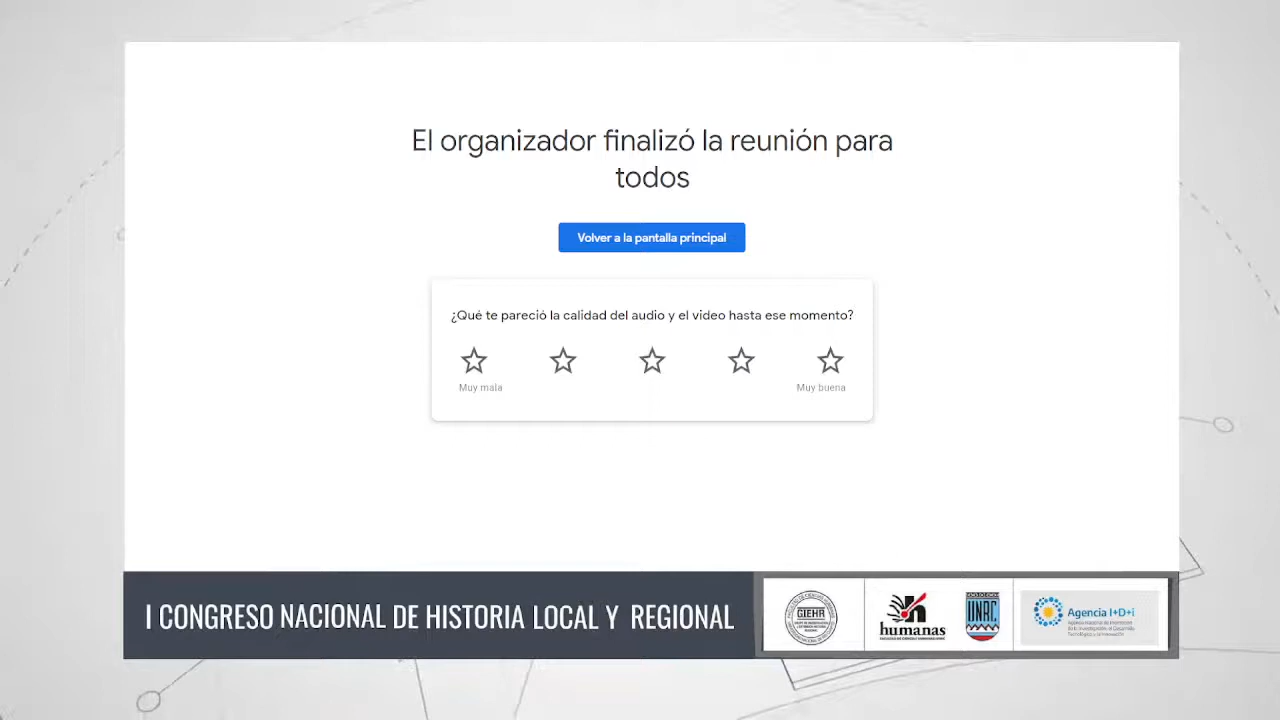 El organizador finalizó la reunión para
todos
Volver a la pantalla principal
¿Qué te pareció la calidad del audio y el video hasta ese momento?
Muy mala
Muy buena
I CONGRESO NACIONAL DE HISTORIA LOCAL Y REGIONAL
GIEHR
humanas
UNRC
Agencia I+D+i